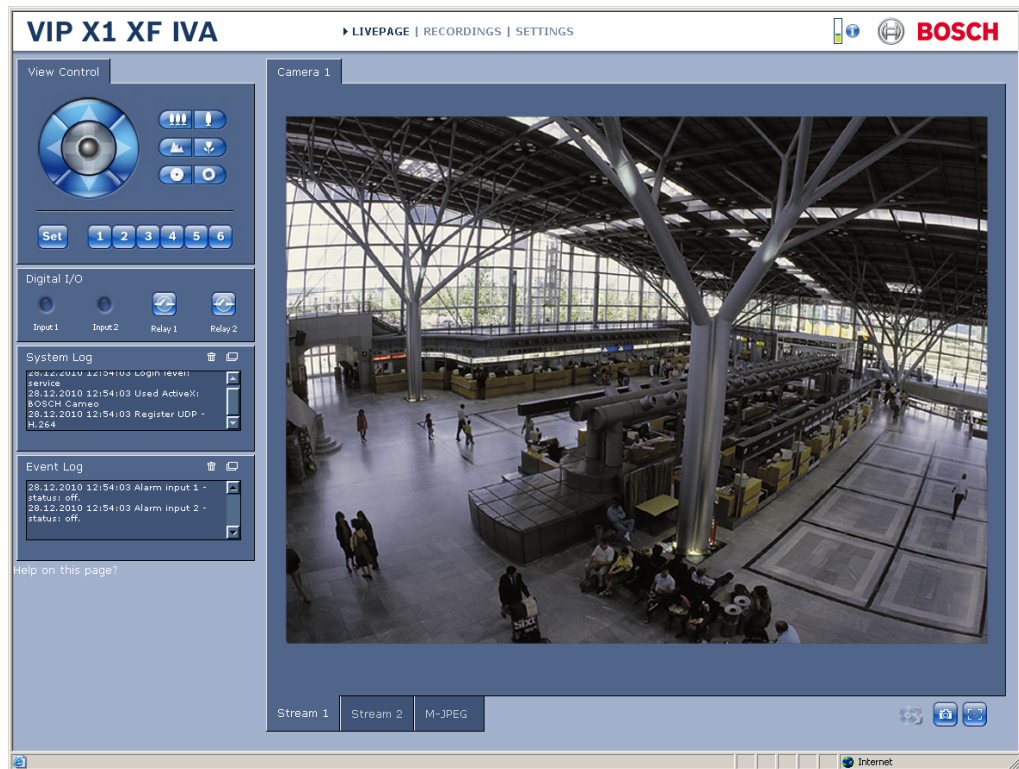 VIP X1 XF IVA
LIVEPAGE | RECORDINGS | SETTINGS
BOSCH
View Control
Set 1 2 3 4 5 6
Digital I/O
Input 1 Input 2 Relay 1 Relay 2
System Log
28.12.2010 12:54:03 Login level:
service
28.12.2010 12:54:03 Used ActiveX:
BOSCH Cameo
28.12.2010 12:54:03 Register UDP -
H.264
Event Log
28.12.2010 12:54:03 Alarm input 1 -
status: off.
28.12.2010 12:54:03 Alarm input 2 -
status: off.
Help on this page?
Camera 1
SIXT
Stream 1 Stream 2 M-JPEG
Internet